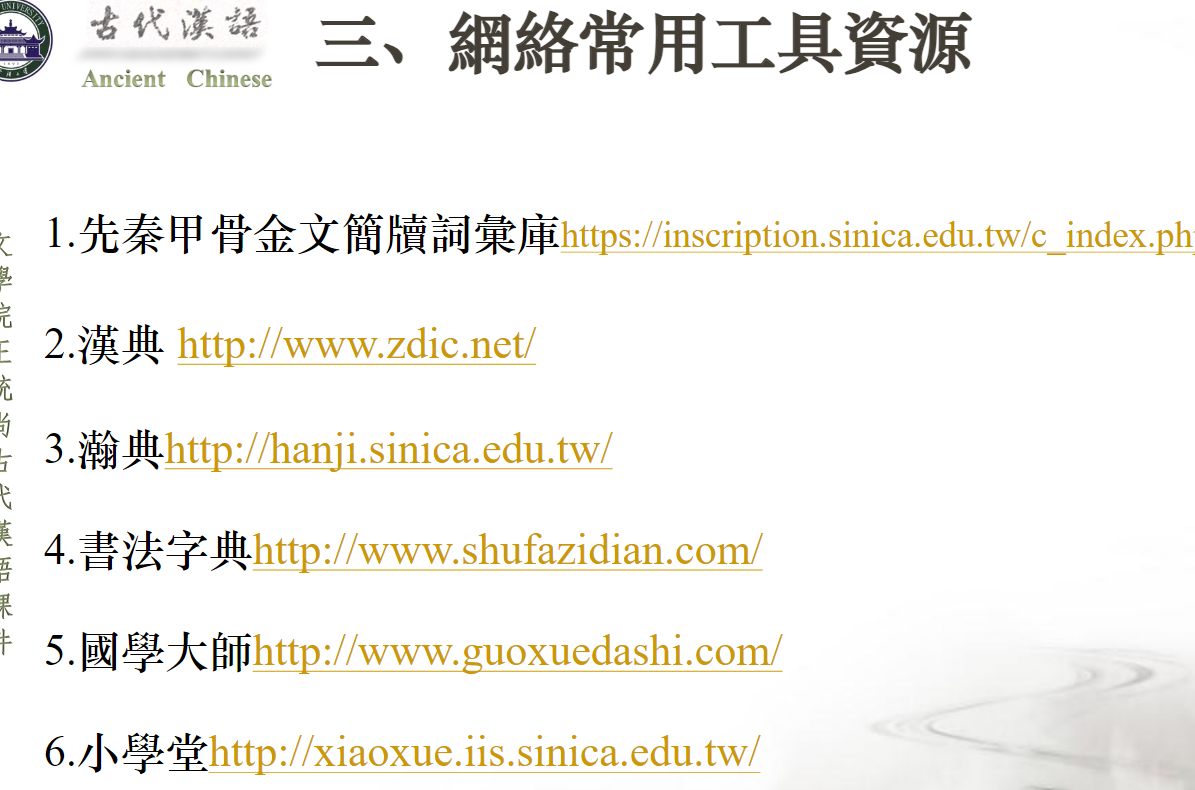 UNIVERSITY
1893
古代漢語
Ancient Chinese
三、網絡常用工具資源
1.先秦甲骨金文簡牘詞彙庫https://inscription.sinica.edu.tw/c_index.php
2.漢典 http://www.zdic.net/
3.瀚典http://hanji.sinica.edu.tw/
4.書法字典http://www.shufazidian.com/
5.國學大師http://www.guoxuedashi.com/
6.小學堂http://xiaoxue.iis.sinica.edu.tw/
文學院王統尚古代漢語課件